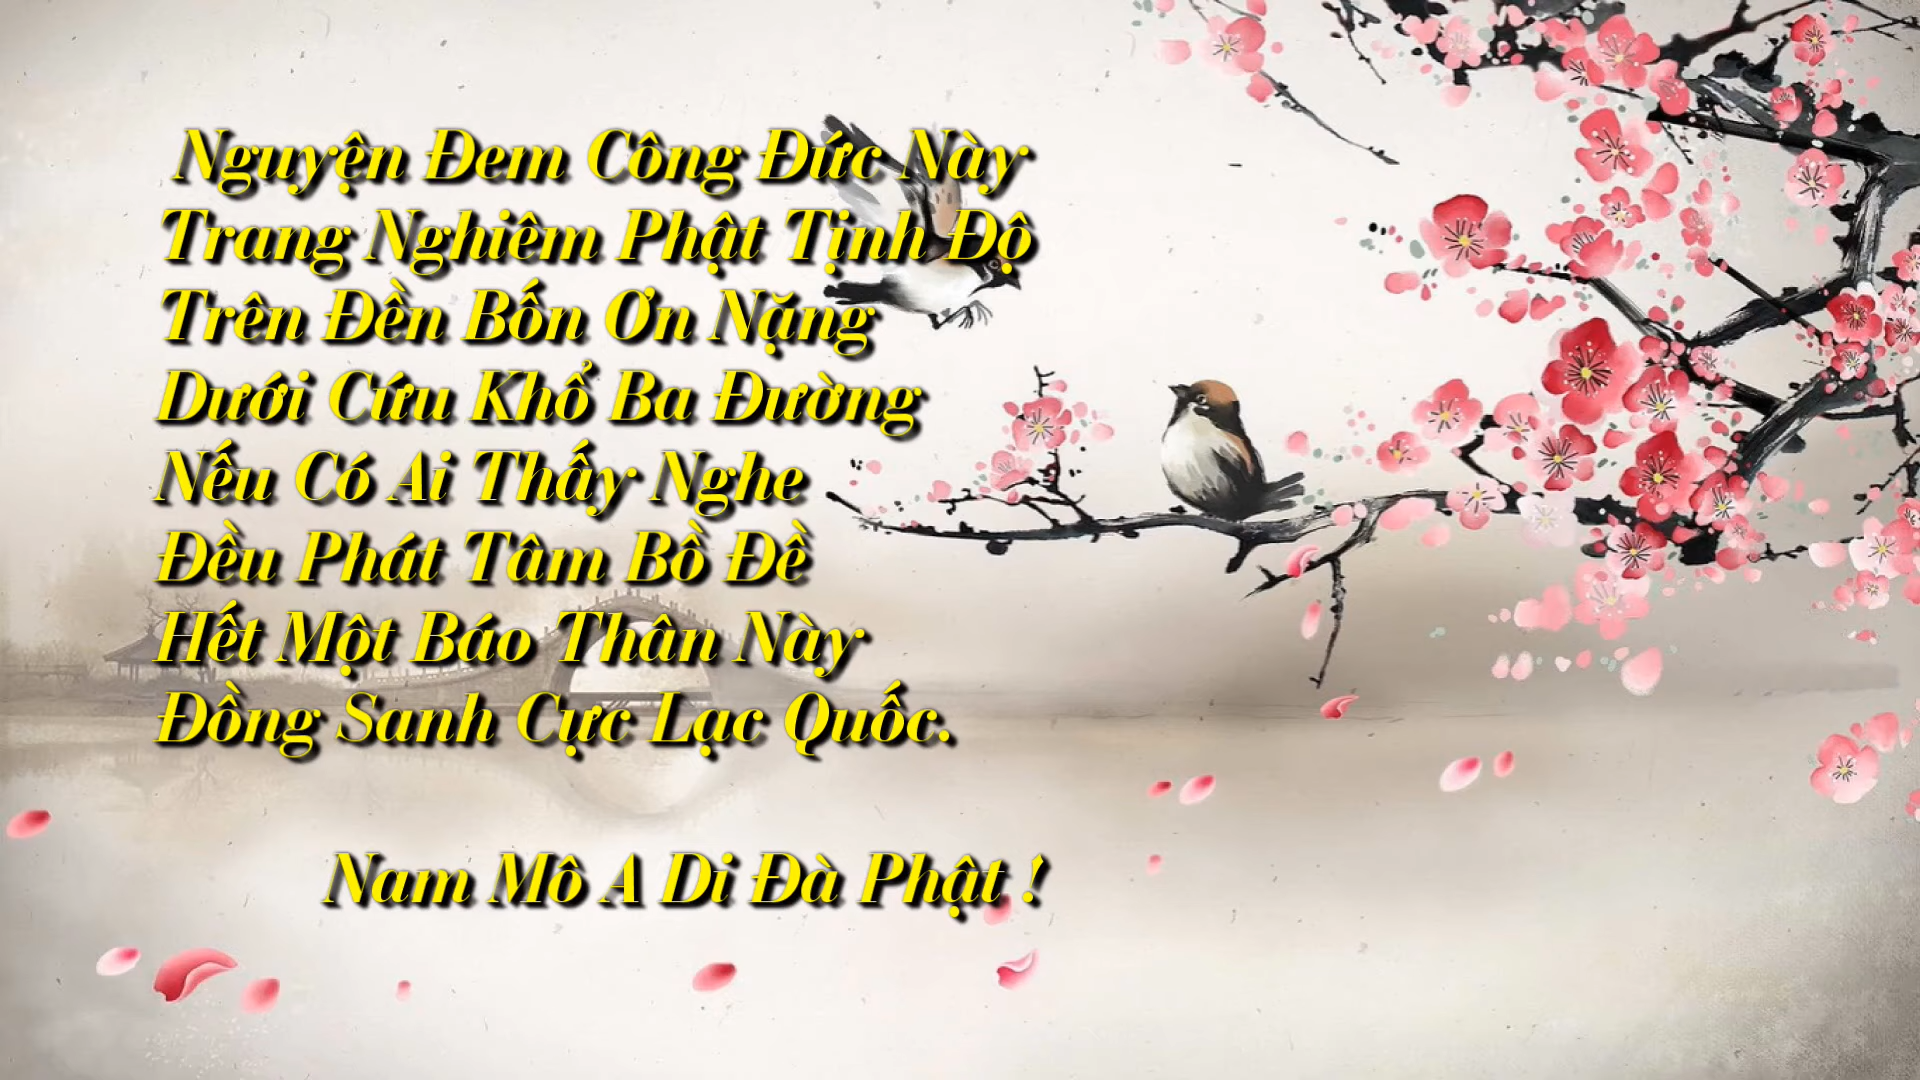 Nguyện Đem Công Đức Này
Trang Nghiêm Phật Tịnh Độ
Trên Đền Bốn Ơn Nặng
Dưới Cứu Khổ Ba Đường
Nếu Có Ai Thấy Nghe
Đều Phát Tâm Bồ Đề
Hết Một Báo Thân Này
Đồng Sanh Cực Lạc Quốc.
Nam Mô A Di Đà Phật !